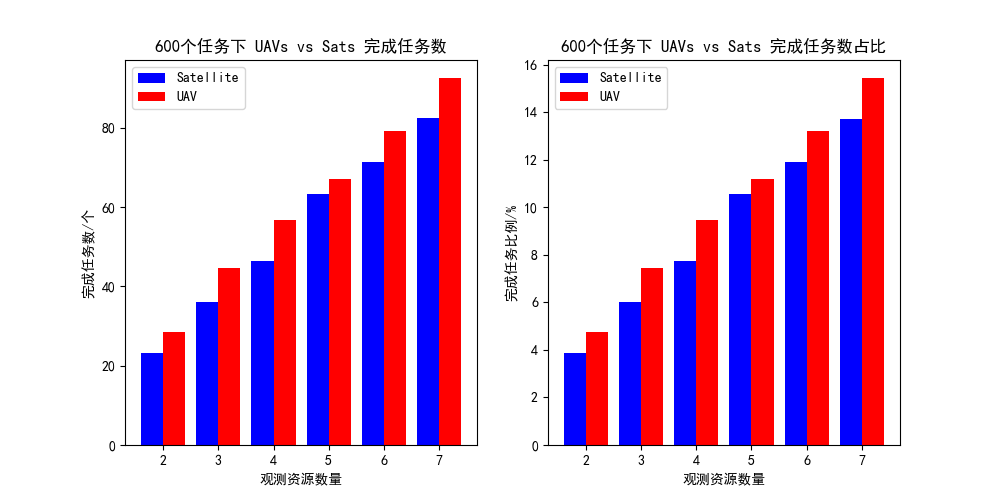 600个任务下 UAVs vs Sats 完成任务数
Satellite
UAV
完成任务数/个
80
60
40
20
0
2 3 4 5 6 7
观测资源数量
600个任务下 UAVs vs Sats 完成任务数占比
Satellite
UAV
完成任务比例/%
16
14
12
10
8
6
4
2
0
2 3 4 5 6 7
观测资源数量